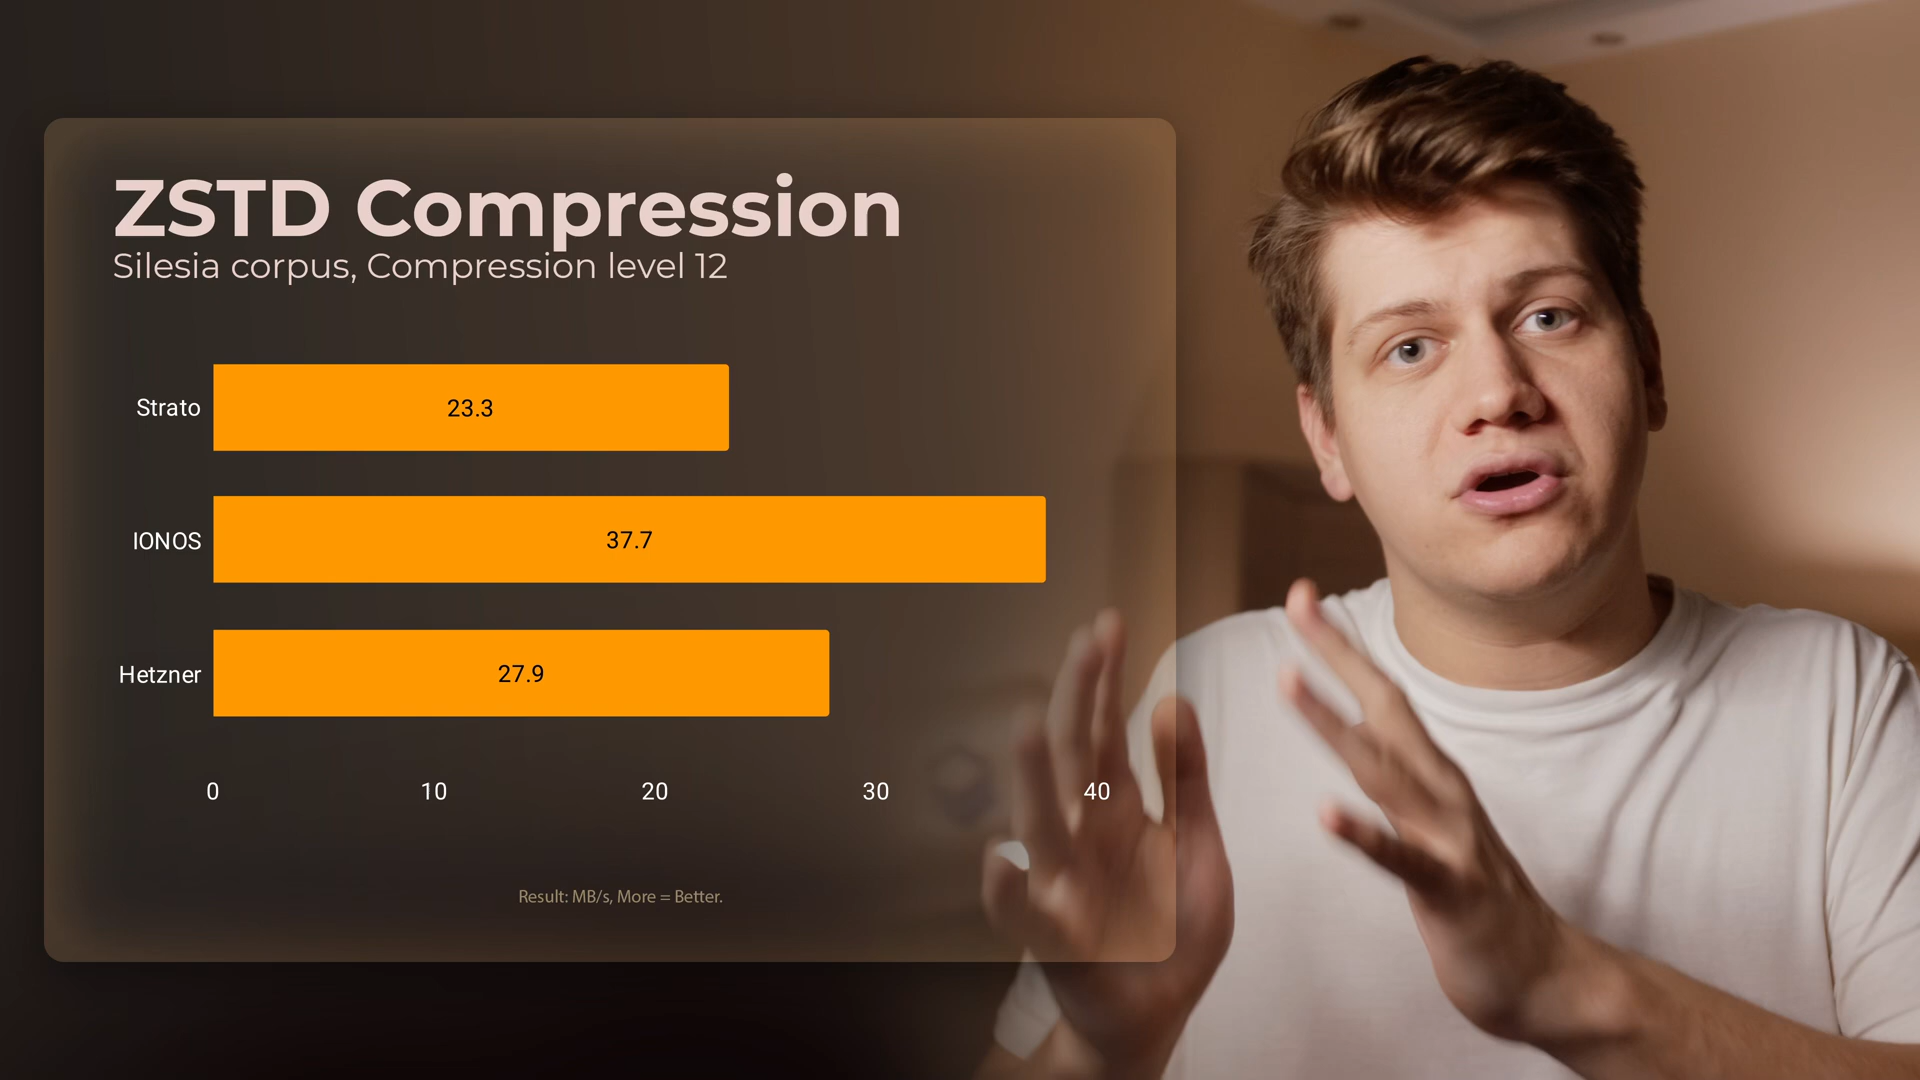 ZSTD Compression
Silesia corpus, Compression level 12
Strato
23.3
IONOS
37.7
Hetzner
27.9
0 10 20 30 40
Result: MB/s, More = Better.